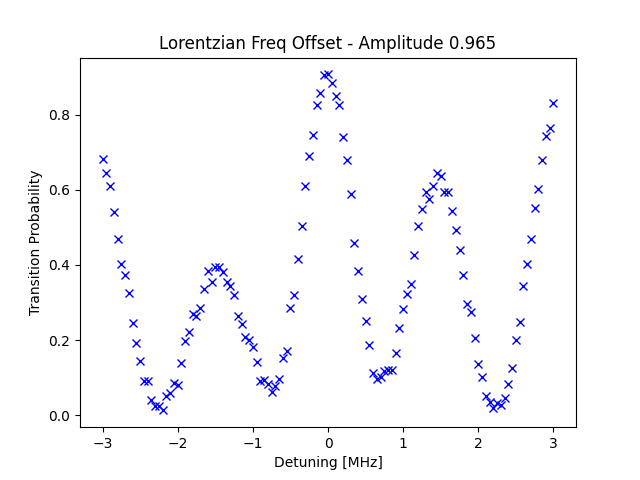 Lorentzian Freq Offset - Amplitude 0.965
Transition Probability
0.8
0.6
0.4
0.2
0.0
−3 −2 −1 0 1 2 3
Detuning [MHz]